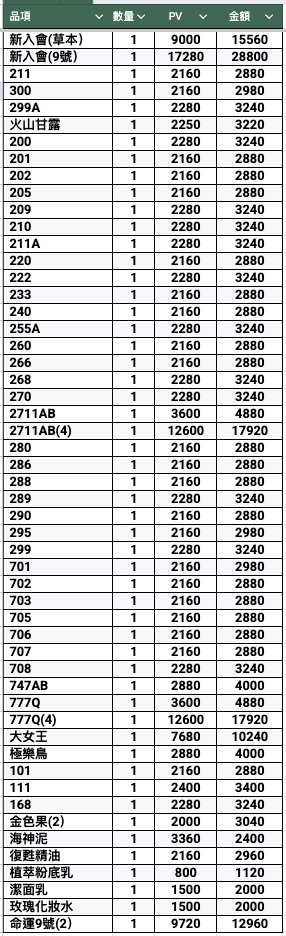 品項 數量 PV 金額
新入會(草本) 1 9000 15560
新入會(9號) 1 17280 28800
211 1 2160 2880
300 1 2160 2980
299A 1 2280 3240
火山甘露 1 2250 3220
200 1 2280 3240
201 1 2160 2880
202 1 2160 2880
205 1 2160 2880
209 1 2280 3240
210 1 2280 3240
211A 1 2280 3240
220 1 2160 2880
222 1 2280 3240
233 1 2160 2880
240 1 2160 2880
255A 1 2280 3240
260 1 2160 2880
266 1 2160 2880
268 1 2280 3240
270 1 2280 3240
2711AB 1 3600 4880
2711AB(4) 1 12600 17920
280 1 2160 2880
286 1 2160 2880
288 1 2160 2880
289 1 2280 3240
290 1 2160 2880
295 1 2160 2980
299 1 2280 3240
701 1 2160 2980
702 1 2160 2880
703 1 2160 2880
705 1 2160 2880
706 1 2160 2880
707 1 2160 2880
708 1 2280 3240
747AB 1 2880 4000
777Q 1 3600 4880
777Q(4) 1 12600 17920
大女王 1 7680 10240
極樂鳥 1 2880 4000
101 1 2160 2880
111 1 2400 3400
168 1 2280 3240
金色果(2) 1 2000 3040
海神泥 1 3360 2400
復甦精油 1 2160 2960
植萃粉底乳 1 800 1120
潔面乳 1 1500 2000
玫瑰化妝水 1 1500 2000
命運9號(2) 1 9720 12960